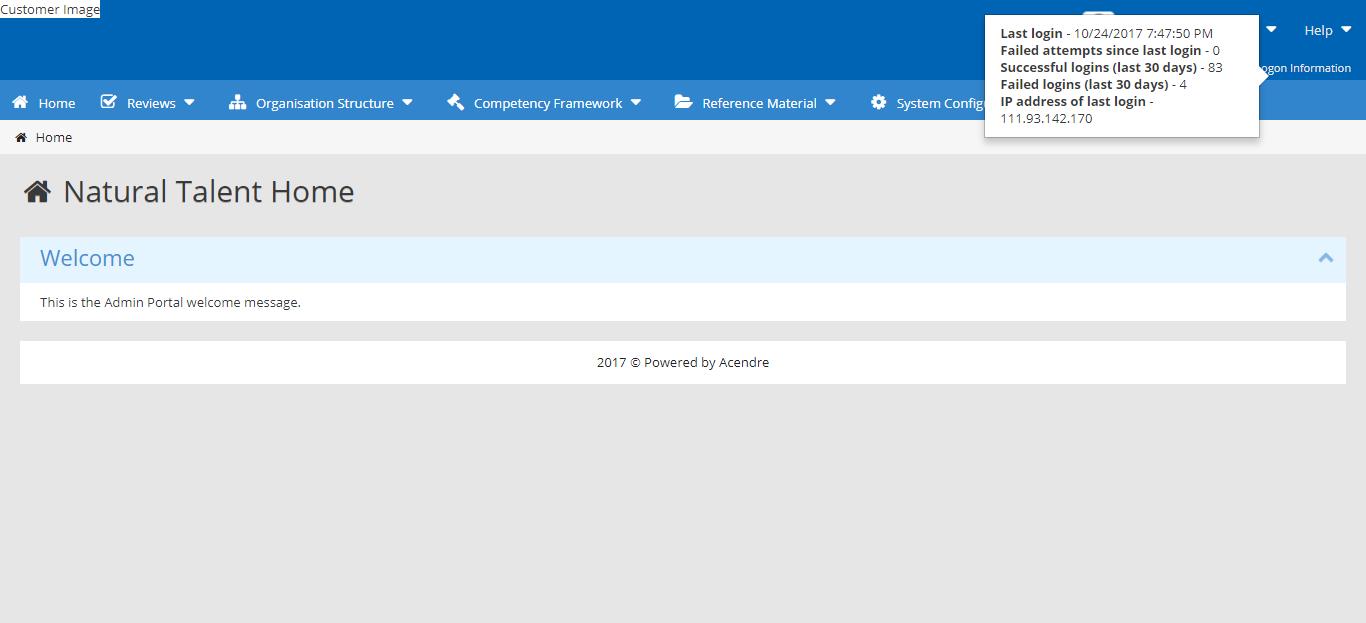 Customer Image
Last login - 10/24/2017 7:47:50 PM
Failed attempts since last login - 0
Successful logins (last 30 days) - 83
Failed logins (last 30 days) - 4
IP address of last login -
111.93.142.170
Help
ogon Information
Home Reviews Organisation Structure Competency Framework Reference Material System Config
Home
Natural Talent Home
Welcome
This is the Admin Portal welcome message.
2017 © Powered by Acendre